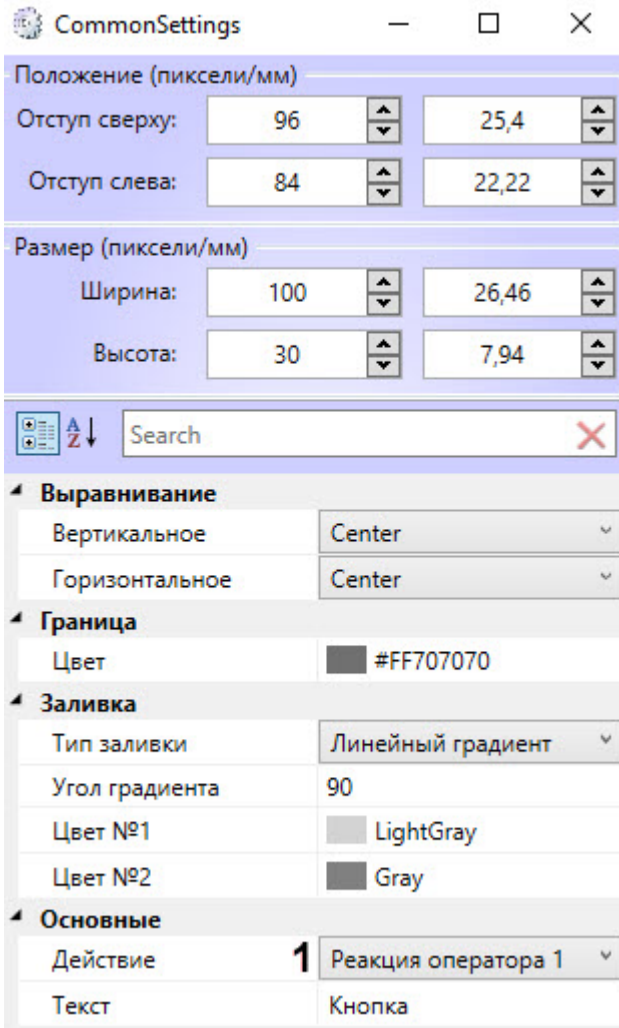 CommonSettings
Положение (пиксели/мм)
Отступ сверху: 96 25,4
Отступ слева: 84 22,22
Размер (пиксели/мм)
Ширина: 100 26,46
Высота: 30 7,94
A Z Search
Выравнивание
Вертикальное Center
Горизонтальное Center
Граница
Цвет #FF707070
Заливка
Тип заливки Линейный градиент
Угол градиента 90
Цвет №1 LightGray
Цвет №2 Gray
Основные
Действие 1 Реакция оператора 1
Текст Кнопка